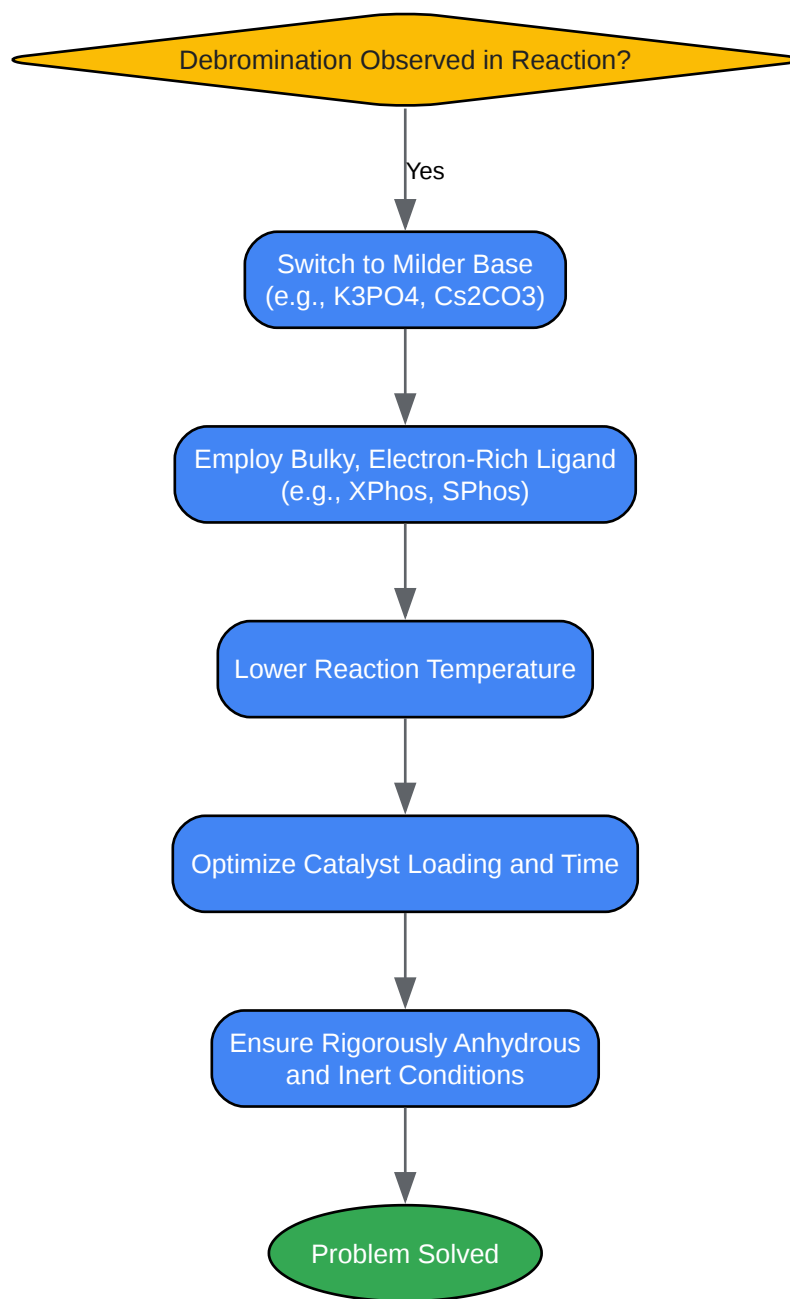 Debromination Observed in Reaction?
Yes
Switch to Milder Base
(e.g., K3PO4, Cs2CO3)
Employ Bulky, Electron-Rich Ligand
(e.g., XPhos, SPhos)
Lower Reaction Temperature
Optimize Catalyst Loading and Time
Ensure Rigorously Anhydrous
and Inert Conditions
Problem Solved